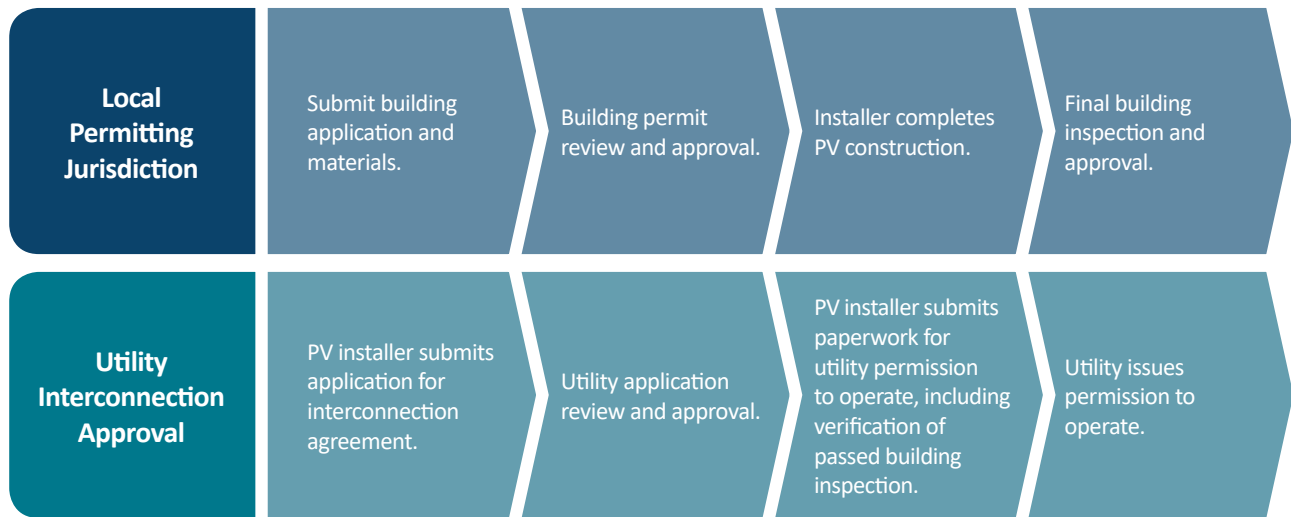 Local
Permitting
Jurisdiction
Submit building
application and
materials.
Building permit
review and approval.
Installer completes
PV construction.
Final building
inspection and
approval.
Utility
Interconnection
Approval
PV installer submits
application for
interconnection
agreement.
Utility application
review and approval.
PV installer submits
paperwork for
utility permission
to operate, including
verification of
passed building
inspection.
Utility issues
permission to
operate.